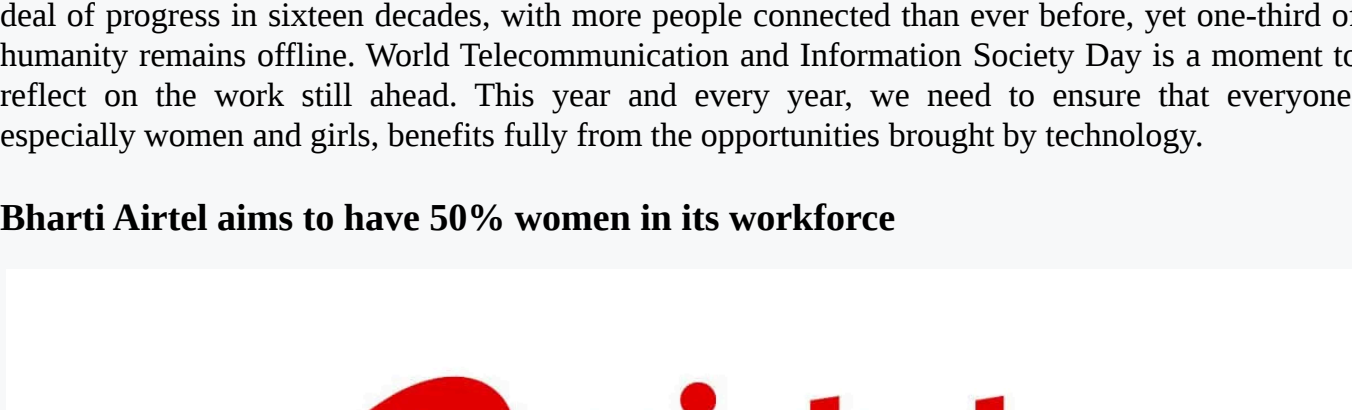 deal of progress in sixteen decades, with more people connected than ever before, yet one-third of
humanity remains offline. World Telecommunication and Information Society Day is a moment to
reflect on the work still ahead. This year and every year, we need to ensure that everyone
especially women and girls, benefits fully from the opportunities brought by technology.
Bharti Airtel aims to have 50% women in its workforce